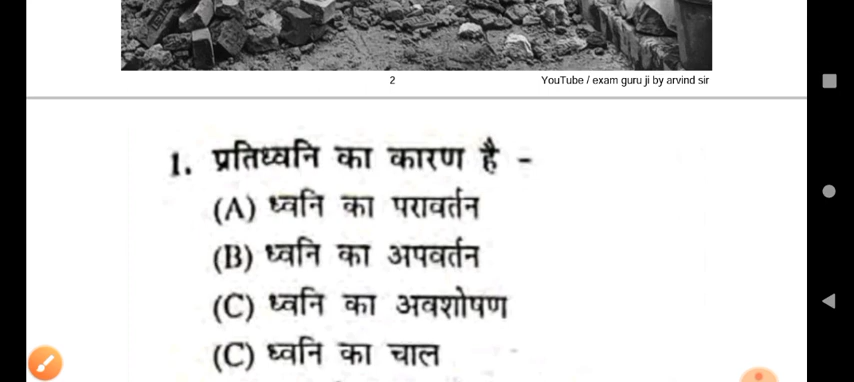 2
YouTube / exam guru ji by arvind sir
1. प्रतिध्वनि का कारण है -
(A) ध्वनि का परावर्तन
(B) ध्वनि का अपवर्तन
(C) ध्वनि का अवशोषण
(C) ध्वनि का चाल